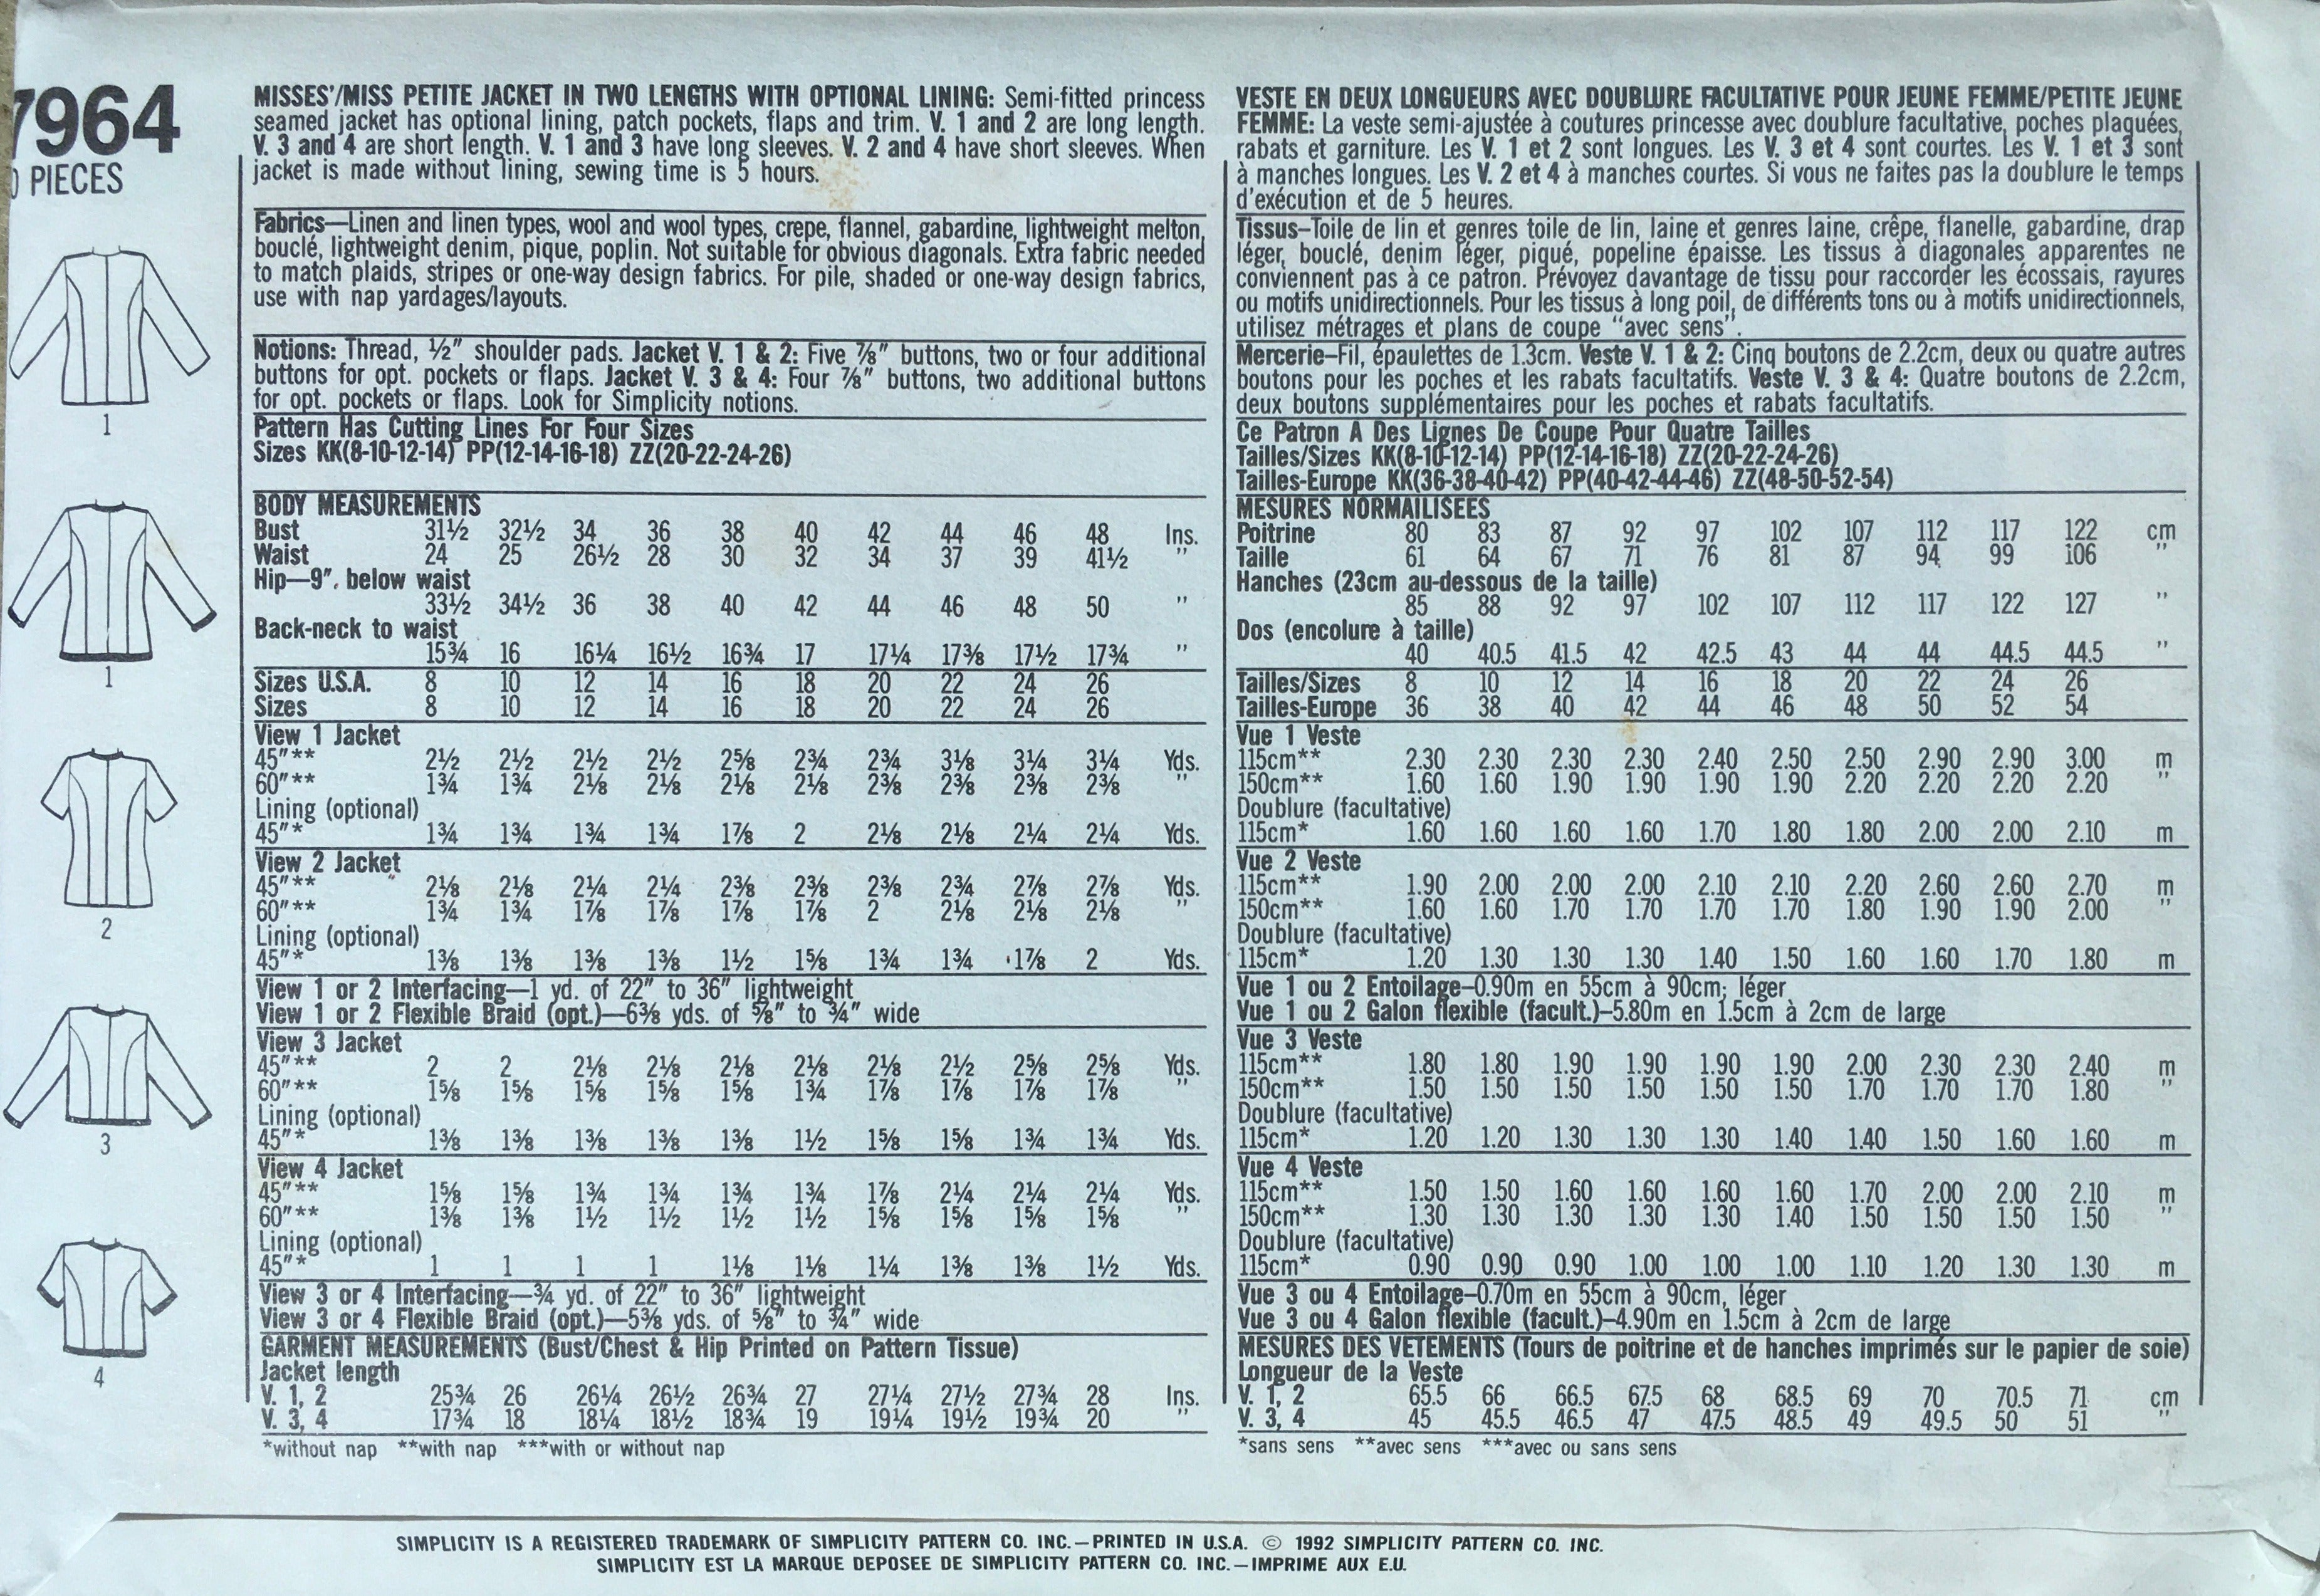 7964
PIECES
1
1
2
3
4
MISSES'/MISS PETITE JACKET IN TWO LENGTHS WITH OPTIONAL LINING: Semi-fitted princess
seamed jacket has optional lining, patch pockets, flaps and trim. V. 1 and 2 are long length.
V. 3 and 4 are short length. V. 1 and 3 have long sleeves. V. 2 and 4 have short sleeves. When
jacket is made without lining, sewing time is 5 hours.
Fabrics—Linen and linen types, wool and wool types, crepe, flannel, gabardine, lightweight melton,
bouclé, lightweight denim, pique, poplin. Not suitable for obvious diagonals. Extra fabric needed
to match plaids, stripes or one-way design fabrics. For pile, shaded or one-way design fabrics,
use with nap yardages/layouts.
Notions: Thread, ½″ shoulder pads. Jacket V. 1 & 2: Five ⅞″ buttons, two or four additional
buttons for opt. pockets or flaps. Jacket V. 3 & 4: Four ⅞″ buttons, two additional buttons
for opt. pockets or flaps. Look for Simplicity notions.
Pattern Has Cutting Lines For Four Sizes
Sizes KK(8-10-12-14) PP(12-14-16-18) ZZ(20-22-24-26)
BODY MEASUREMENTS
Bust 31½ 32½ 34 36 38 40 42 44 46 48 Ins.
Waist 24 25 26½ 28 30 32 34 37 39 41½ ″
Hip—9″. below waist
33½ 34½ 36 38 40 42 44 46 48 50 ″
Back-neck to waist
15¾ 16 16¼ 16½ 16¾ 17 17¼ 17⅜ 17½ 17¾ ″
Sizes U.S.A. 8 10 12 14 16 18 20 22 24 26
Sizes 8 10 12 14 16 18 20 22 24 26
View 1 Jacket
45″** 2½ 2½ 2½ 2½ 2⅝ 2¾ 2¾ 3⅛ 3¼ 3¼ Yds.
60″** 1¾ 1¾ 2⅛ 2⅛ 2⅛ 2⅛ 2⅜ 2⅜ 2⅜ 2⅜ ″
Lining (optional)
45″* 1¾ 1¾ 1¾ 1¾ 1⅞ 2 2⅛ 2⅛ 2¼ 2¼ Yds.
View 2 Jacket
45″** 2⅛ 2⅛ 2¼ 2¼ 2⅜ 2⅜ 2⅜ 2¾ 2⅞ 2⅞ Yds.
60″** 1¾ 1¾ 1⅞ 1⅞ 1⅞ 1⅞ 2 2⅛ 2⅛ 2⅛ ″
Lining (optional)
45″* 1⅜ 1⅜ 1⅜ 1⅜ 1½ 1⅝ 1¾ 1¾ 1⅞ 2 Yds.
View 1 or 2 Interfacing—1 yd. of 22″ to 36″ lightweight
View 1 or 2 Flexible Braid (opt.)—6⅜ yds. of ⅝″ to ¾″ wide
View 3 Jacket
45″** 2 2 2⅛ 2⅛ 2⅛ 2⅛ 2⅛ 2½ 2⅝ 2⅝ Yds.
60″** 1⅝ 1⅝ 1⅝ 1⅝ 1⅝ 1¾ 1⅞ 1⅞ 1⅞ 1⅞ ″
Lining (optional)
45″* 1⅜ 1⅜ 1⅜ 1⅜ 1⅜ 1½ 1⅝ 1⅝ 1¾ 1¾ Yds.
View 4 Jacket
45″** 1⅝ 1⅝ 1¾ 1¾ 1¾ 1¾ 1⅞ 2¼ 2¼ 2¼ Yds.
60″** 1⅜ 1⅜ 1½ 1½ 1½ 1½ 1⅝ 1⅝ 1⅝ 1⅝ ″
Lining (optional)
45″* 1 1 1 1 1⅛ 1⅛ 1¼ 1⅜ 1⅜ 1½ Yds.
View 3 or 4 Interfacing—¾ yd. of 22″ to 36″ lightweight
View 3 or 4 Flexible Braid (opt.)—5⅜ yds. of ⅝″ to ¾″ wide
GARMENT MEASUREMENTS (Bust/Chest & Hip Printed on Pattern Tissue)
Jacket length
V. 1, 2 25¾ 26 26¼ 26½ 26¾ 27 27¼ 27½ 27¾ 28 Ins.
V. 3, 4 17¾ 18 18¼ 18½ 18¾ 19 19¼ 19½ 19¾ 20 ″
*without nap **with nap ***with or without nap
VESTE EN DEUX LONGUEURS AVEC DOUBLURE FACULTATIVE POUR JEUNE FEMME/PETITE JEUNE
FEMME: La veste semi-ajustée à coutures princesse avec doublure facultative, poches plaquées,
rabats et garniture. Les V. 1 et 2 sont longues. Les V. 3 et 4 sont courtes. Les V. 1 et 3 sont
à manches longues. Les V. 2 et 4 à manches courtes. Si vous ne faites pas la doublure le temps
d'exécution et de 5 heures.
Tissus—Toile de lin et genres toile de lin, laine et genres laine, crêpe, flanelle, gabardine, drap
léger, bouclé, denim léger, piqué, popeline épaisse. Les tissus à diagonales apparentes ne
conviennent pas à ce patron. Prévoyez davantage de tissu pour raccorder les écossais, rayures
ou motifs unidirectionnels. Pour les tissus à long poil, de différents tons ou à motifs unidirectionnels,
utilisez métrages et plans de coupe "avec sens".
Mercerie—Fil, épaulettes de 1.3cm. Veste V. 1 & 2: Cinq boutons de 2.2cm, deux ou quatre autres
boutons pour les poches et les rabats facultatifs. Veste V. 3 & 4: Quatre boutons de 2.2cm,
deux boutons supplémentaires pour les poches et rabats facultatifs.
Ce Patron A Des Lignes De Coupe Pour Quatre Tailles
Tailles/Sizes KK(8-10-12-14) PP(12-14-16-18) ZZ(20-22-24-26)
Tailles-Europe KK(36-38-40-42) PP(40-42-44-46) ZZ(48-50-52-54)
MESURES NORMAILISEES
Poitrine 80 83 87 92 97 102 107 112 117 122 cm
Taille 61 64 67 71 76 81 87 94 99 106 ″
Hanches (23cm au-dessous de la taille)
85 88 92 97 102 107 112 117 122 127 ″
Dos (encolure à taille)
40 40.5 41.5 42 42.5 43 44 44 44.5 44.5 ″
Tailles/Sizes 8 10 12 14 16 18 20 22 24 26
Tailles-Europe 36 38 40 42 44 46 48 50 52 54
Vue 1 Veste
115cm** 2.30 2.30 2.30 2.30 2.40 2.50 2.50 2.90 2.90 3.00 m
150cm** 1.60 1.60 1.90 1.90 1.90 1.90 2.20 2.20 2.20 2.20 ″
Doublure (facultative)
115cm* 1.60 1.60 1.60 1.60 1.70 1.80 1.80 2.00 2.00 2.10 m
Vue 2 Veste
115cm** 1.90 2.00 2.00 2.00 2.10 2.10 2.20 2.60 2.60 2.70 m
150cm** 1.60 1.60 1.70 1.70 1.70 1.70 1.80 1.90 1.90 2.00 ″
Doublure (facultative)
115cm* 1.20 1.30 1.30 1.30 1.40 1.50 1.60 1.60 1.70 1.80 m
Vue 1 ou 2 Entoilage—0.90m en 55cm à 90cm; léger
Vue 1 ou 2 Galon flexible (facult.)—5.80m en 1.5cm à 2cm de large
Vue 3 Veste
115cm** 1.80 1.80 1.90 1.90 1.90 1.90 2.00 2.30 2.30 2.40 m
150cm** 1.50 1.50 1.50 1.50 1.50 1.50 1.70 1.70 1.70 1.80 ″
Doublure (facultative)
115cm* 1.20 1.20 1.30 1.30 1.30 1.40 1.40 1.50 1.60 1.60 m
Vue 4 Veste
115cm** 1.50 1.50 1.60 1.60 1.60 1.60 1.70 2.00 2.00 2.10 m
150cm** 1.30 1.30 1.30 1.30 1.30 1.40 1.50 1.50 1.50 1.50 ″
Doublure (facultative)
115cm* 0.90 0.90 0.90 1.00 1.00 1.00 1.10 1.20 1.30 1.30 m
Vue 3 ou 4 Entoilage—0.70m en 55cm à 90cm, léger
Vue 3 ou 4 Galon flexible (facult.)—4.90m en 1.5cm à 2cm de large
MESURES DES VETEMENTS (Tours de poitrine et de hanches imprimés sur le papier de soie)
Longueur de la Veste
V. 1, 2 65.5 66 66.5 67.5 68 68.5 69 70 70.5 71 cm
V. 3, 4 45 45.5 46.5 47 47.5 48.5 49 49.5 50 51 ″
*sans sens **avec sens ***avec ou sans sens
SIMPLICITY IS A REGISTERED TRADEMARK OF SIMPLICITY PATTERN CO. INC.—PRINTED IN U.S.A. © 1992 SIMPLICITY PATTERN CO. INC.
SIMPLICITY EST LA MARQUE DEPOSEE DE SIMPLICITY PATTERN CO. INC.—IMPRIME AUX E.U.